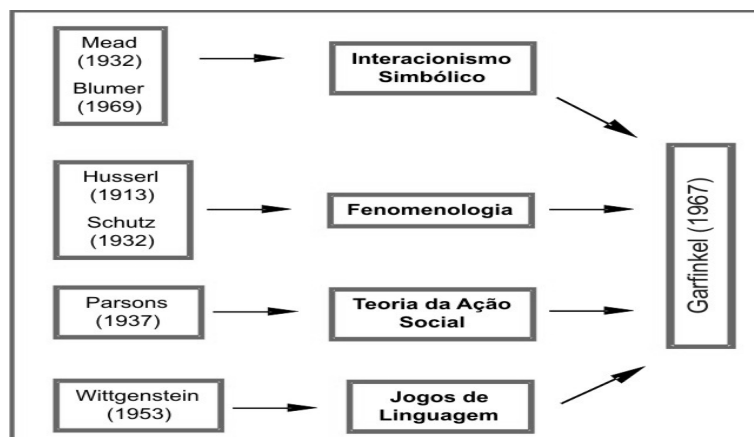 Mead
(1932)
Blumer
(1969)
Interacionismo
Simbólico
Husserl
(1913)
Schutz
(1932)
Fenomenologia
Parsons
(1937)
Teoria da Ação
Social
Wittgenstein
(1953)
Jogos de
Linguagem
Garfinkel (1967)